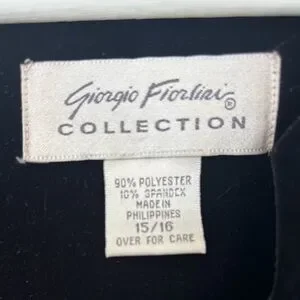 Giorgio Fiorlini ®
COLLECTION
90% POLYESTER
10% SPANDEX
MADE IN
PHILIPPINES
15/16
OVER FOR CARE